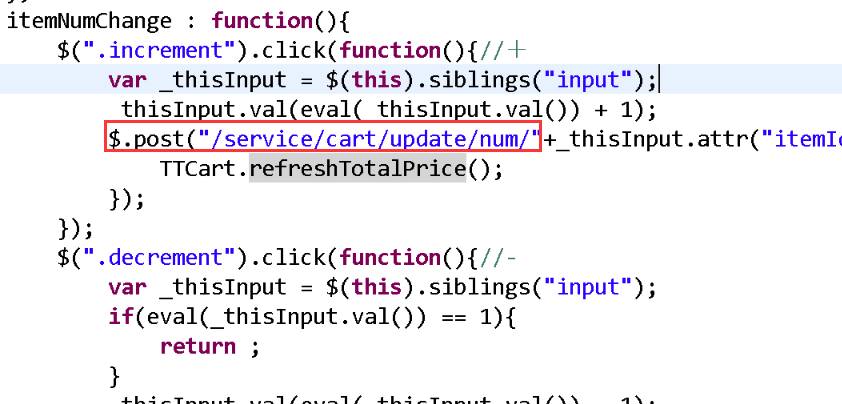 itemNumChange : function(){
$(".increment").click(function(){//＋
var _thisInput = $(this).siblings("input");
_thisInput.val(eval(_thisInput.val()) + 1);
$.post("/service/cart/update/num/"+_thisInput.attr("itemI
TTCart.refreshTotalPrice();
});
});
$(".decrement").click(function(){//-
var _thisInput = $(this).siblings("input");
if(eval(_thisInput.val()) == 1){
return ;
}
_thisInput.val(eval(_thisInput.val()) - 1);